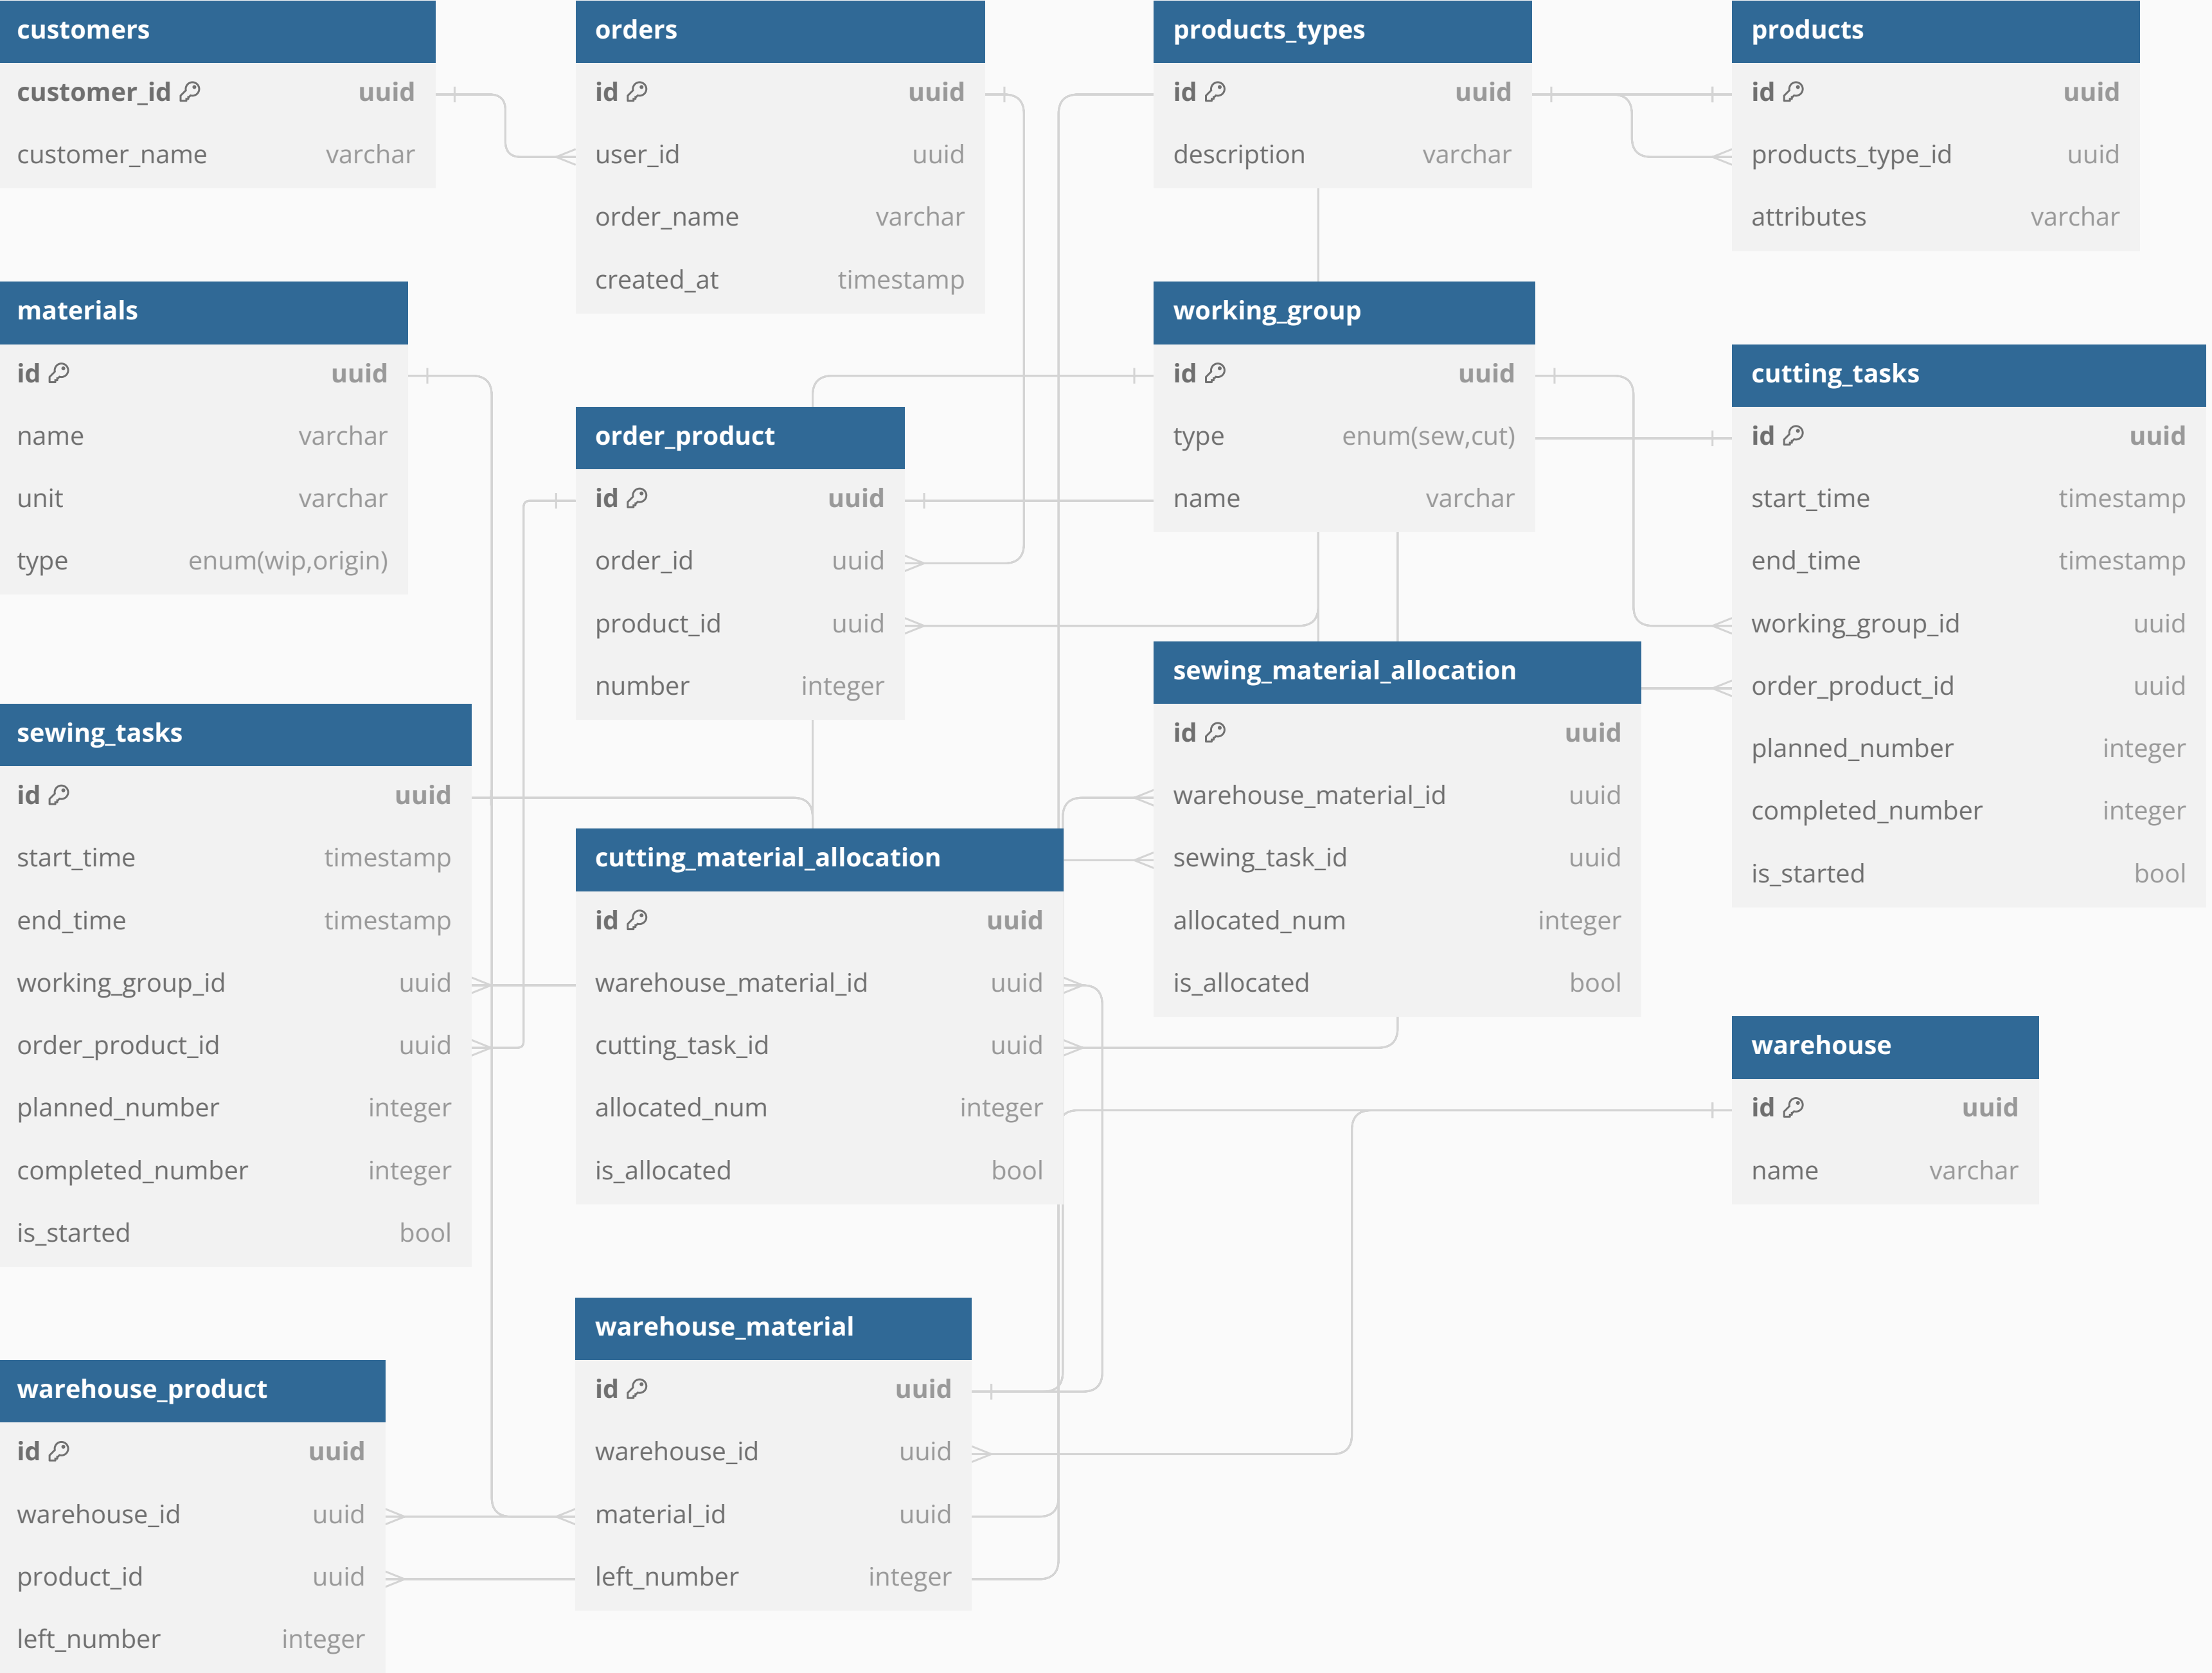 customers
customer_id uuid
customer_name varchar
orders
id uuid
user_id uuid
order_name varchar
created_at timestamp
products_types
id uuid
description varchar
products
id uuid
products_type_id uuid
attributes varchar
materials
id uuid
name varchar
unit varchar
type enum(wip,origin)
order_product
id uuid
order_id uuid
product_id uuid
number integer
working_group
id uuid
type enum(sew,cut)
name varchar
cutting_tasks
id uuid
start_time timestamp
end_time timestamp
working_group_id uuid
order_product_id uuid
planned_number integer
completed_number integer
is_started bool
sewing_tasks
id uuid
start_time timestamp
end_time timestamp
working_group_id uuid
order_product_id uuid
planned_number integer
completed_number integer
is_started bool
cutting_material_allocation
id uuid
warehouse_material_id uuid
cutting_task_id uuid
allocated_num integer
is_allocated bool
sewing_material_allocation
id uuid
warehouse_material_id uuid
sewing_task_id uuid
allocated_num integer
is_allocated bool
warehouse
id uuid
name varchar
warehouse_product
id uuid
warehouse_id uuid
product_id uuid
left_number integer
warehouse_material
id uuid
warehouse_id uuid
material_id uuid
left_number integer